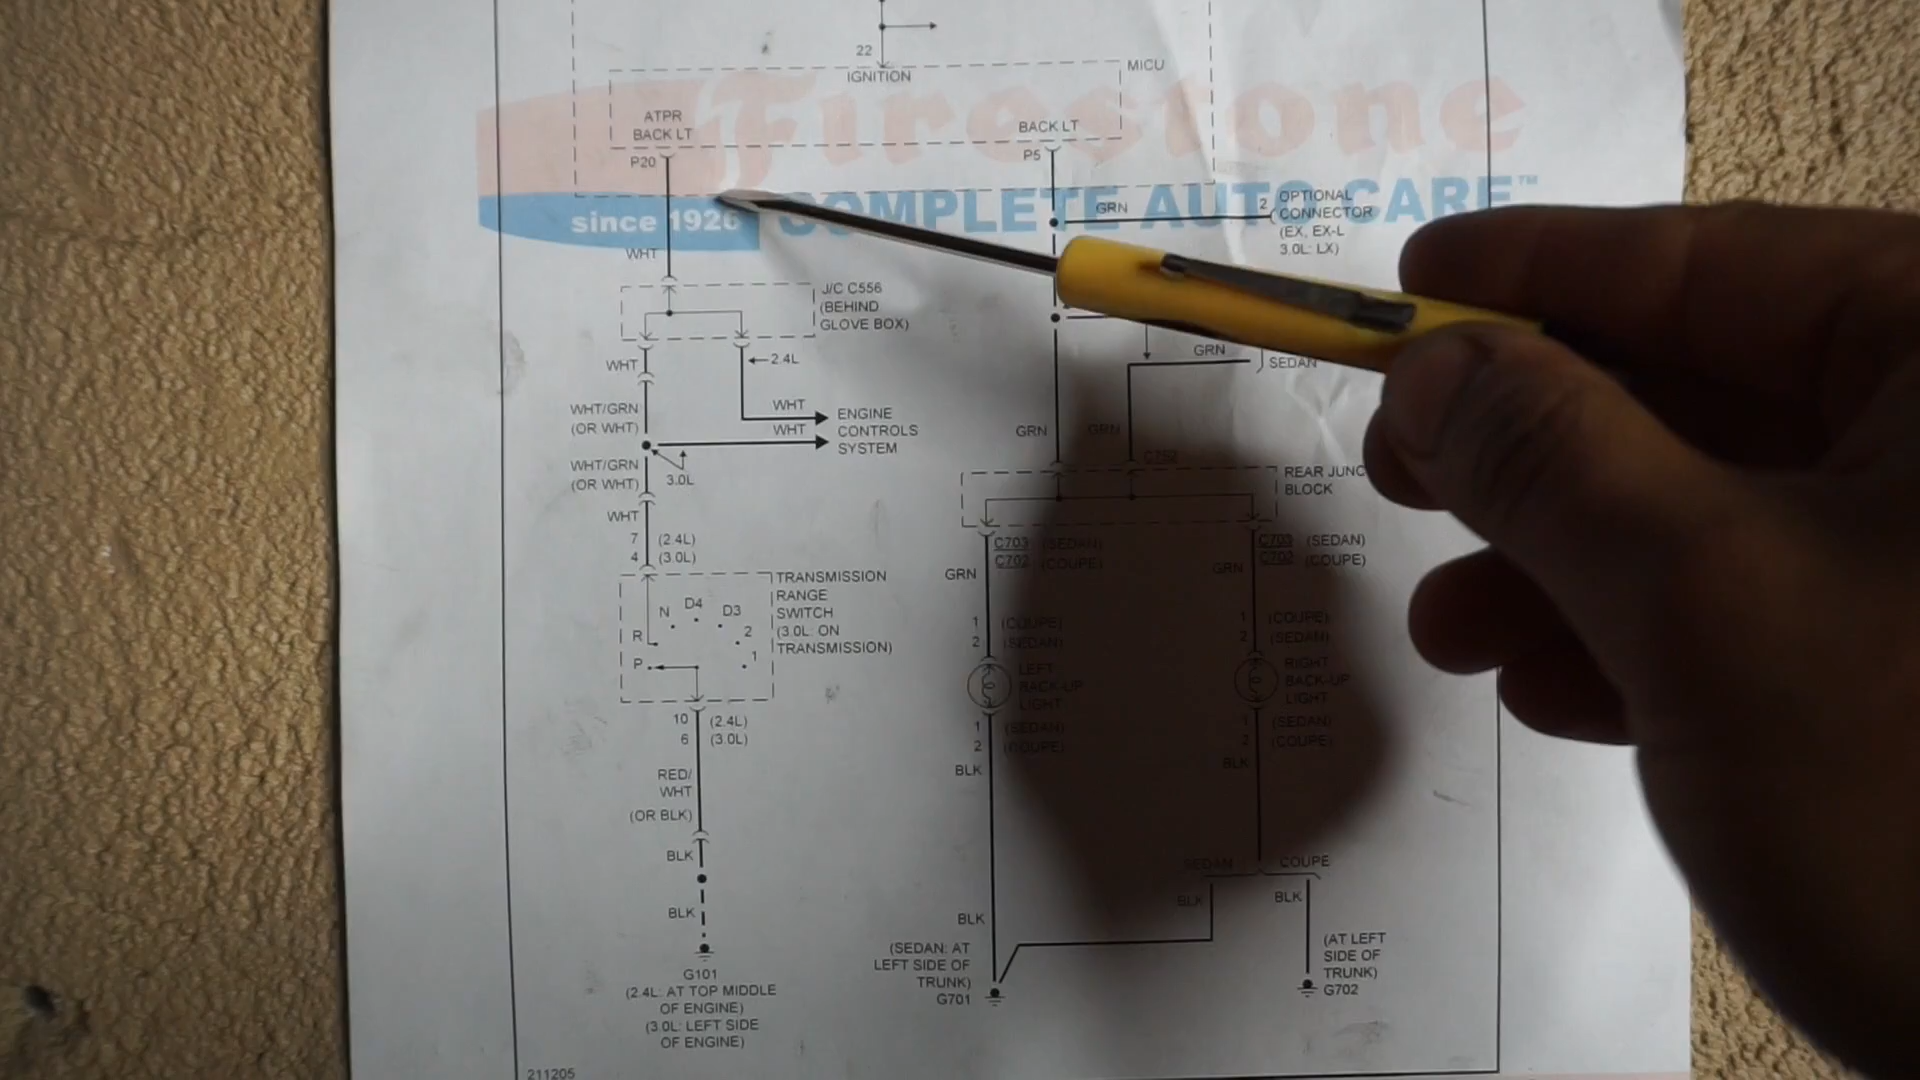 22
IGNITION
MICU
ATPR
BACK LT
BACK LT
P20
P5
Firestone
COMPLETE AUTO CARE™
since 1926
WHT
GRN
2
OPTIONAL
CONNECTOR
(EX, EX-L
3.0L: LX)
J/C C556
(BEHIND
GLOVE BOX)
WHT
2.4L
GRN
SEDAN
WHT/GRN
(OR WHT)
WHT
WHT
ENGINE
CONTROLS
SYSTEM
GRN
GRN
C752
WHT/GRN
(OR WHT)
3.0L
REAR JUNC
BLOCK
WHT
7 (2.4L)
4 (3.0L)
C703 (SEDAN)
C702 (COUPE)
C703 (SEDAN)
C702 (COUPE)
GRN
GRN
TRANSMISSION
RANGE
SWITCH
(3.0L: ON
TRANSMISSION)
N
D4
D3
2
1
R
P
1 (COUPE)
2 (SEDAN)
1 (COUPE)
2 (SEDAN)
LEFT
BACK-UP
LIGHT
RIGHT
BACK-UP
LIGHT
10 (2.4L)
6 (3.0L)
1 (SEDAN)
2 (COUPE)
1 (SEDAN)
2 (COUPE)
BLK
BLK
RED/
WHT
(OR BLK)
BLK
SEDAN
COUPE
BLK
BLK
BLK
BLK
(SEDAN: AT
LEFT SIDE OF
TRUNK)
G701
(AT LEFT
SIDE OF
TRUNK)
G702
G101
(2.4L: AT TOP MIDDLE
OF ENGINE)
(3.0L: LEFT SIDE
OF ENGINE)
211205